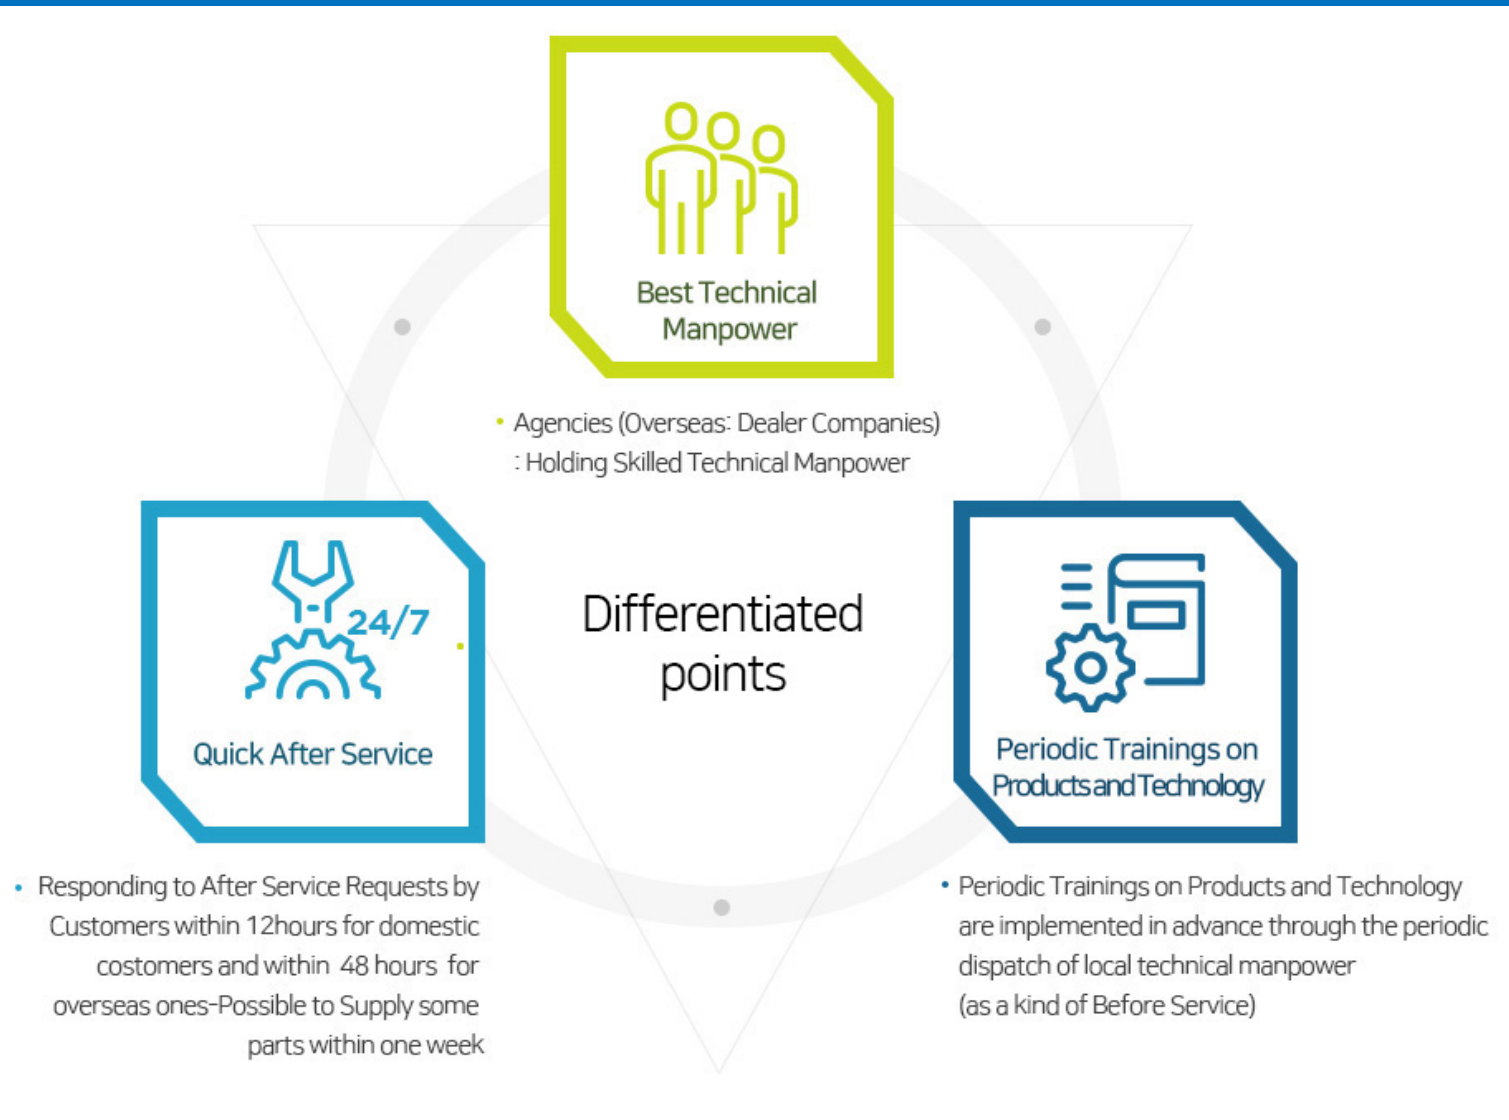 Best Technical
Manpower
• Agencies (Overseas: Dealer Companies)
: Holding Skilled Technical Manpower
Differentiated
points
24/7
Quick After Service
• Responding to After Service Requests by
Customers within 12hours for domestic
costomers and within 48 hours for
overseas ones-Possible to Supply some
parts within one week
Periodic Trainings on
Products and Technology
• Periodic Trainings on Products and Technology
are implemented in advance through the periodic
dispatch of local technical manpower
(as a kind of Before Service)